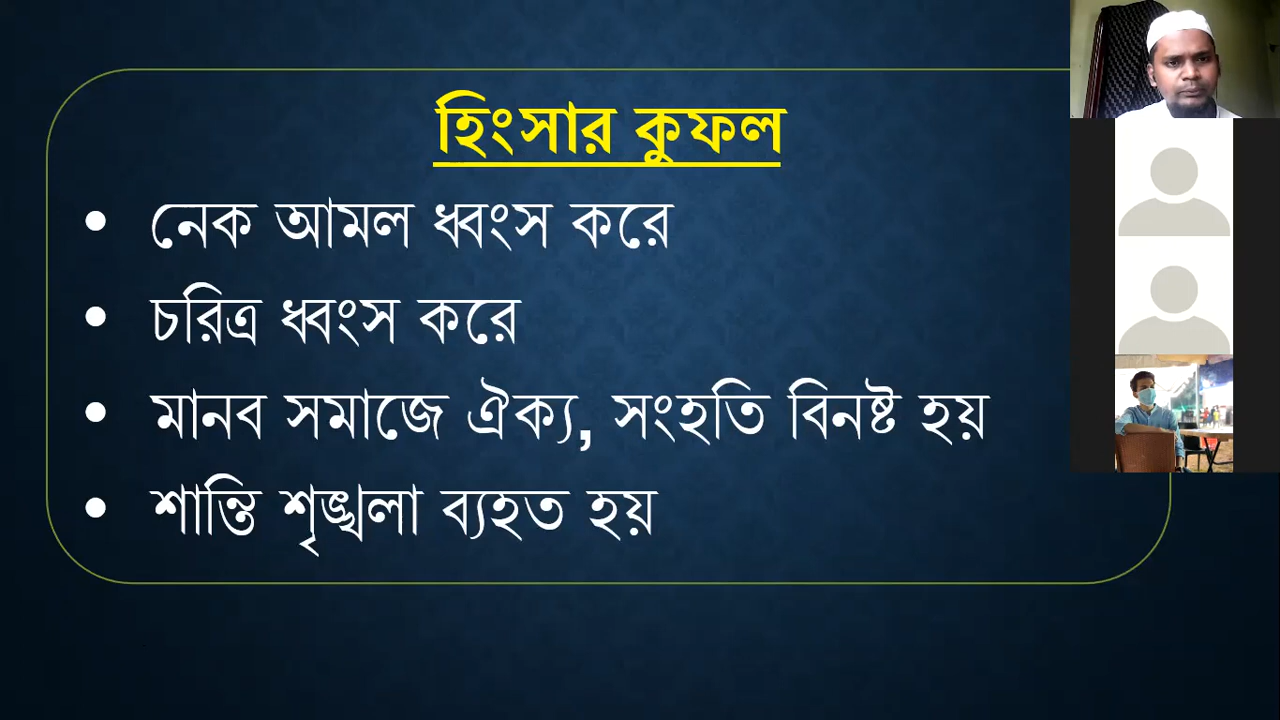 হিংসার কুফল
• নেক আমল ধ্বংস করে
• চরিত্র ধ্বংস করে
• মানব সমাজে ঐক্য, সংহতি বিনষ্ট হয়
• শান্তি শৃঙ্খলা ব্যহত হয়